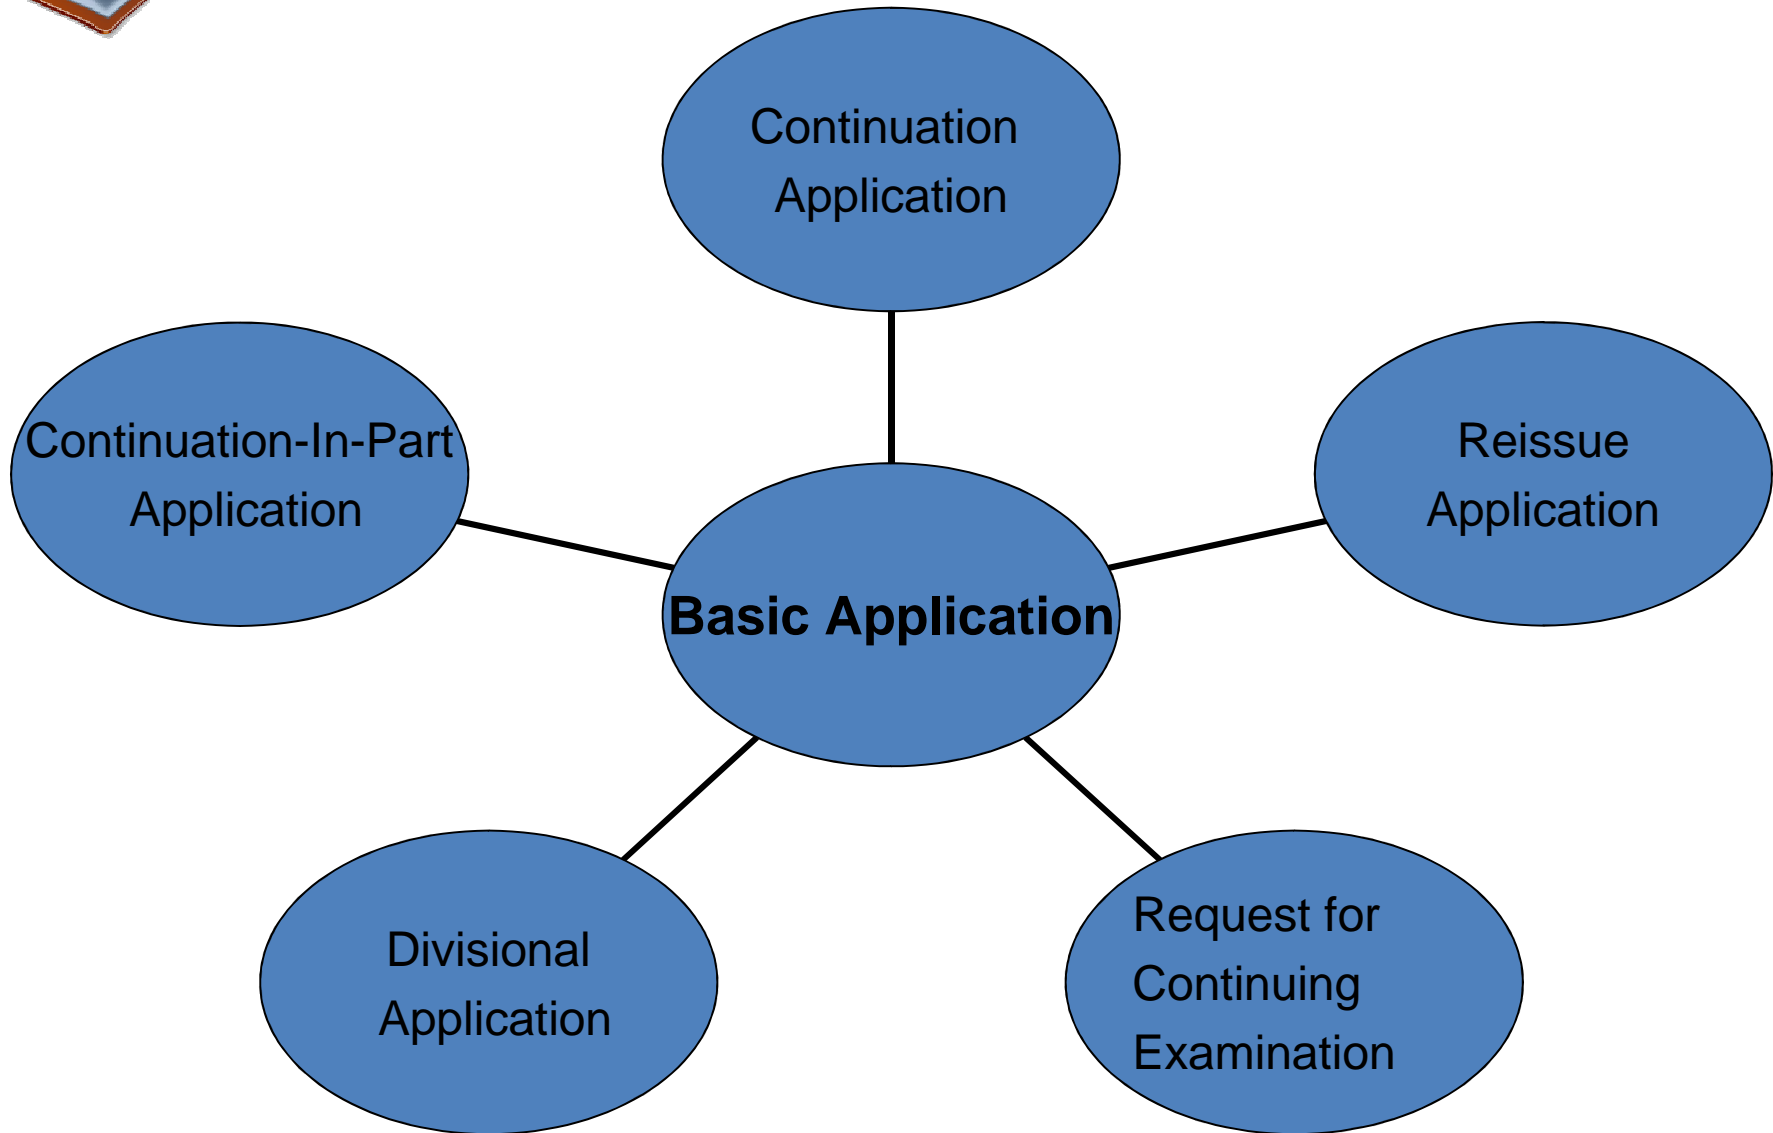 Continuation
Application
Continuation-In-Part
Application
Reissue
Application
Basic Application
Divisional
Application
Request for
Continuing
Examination